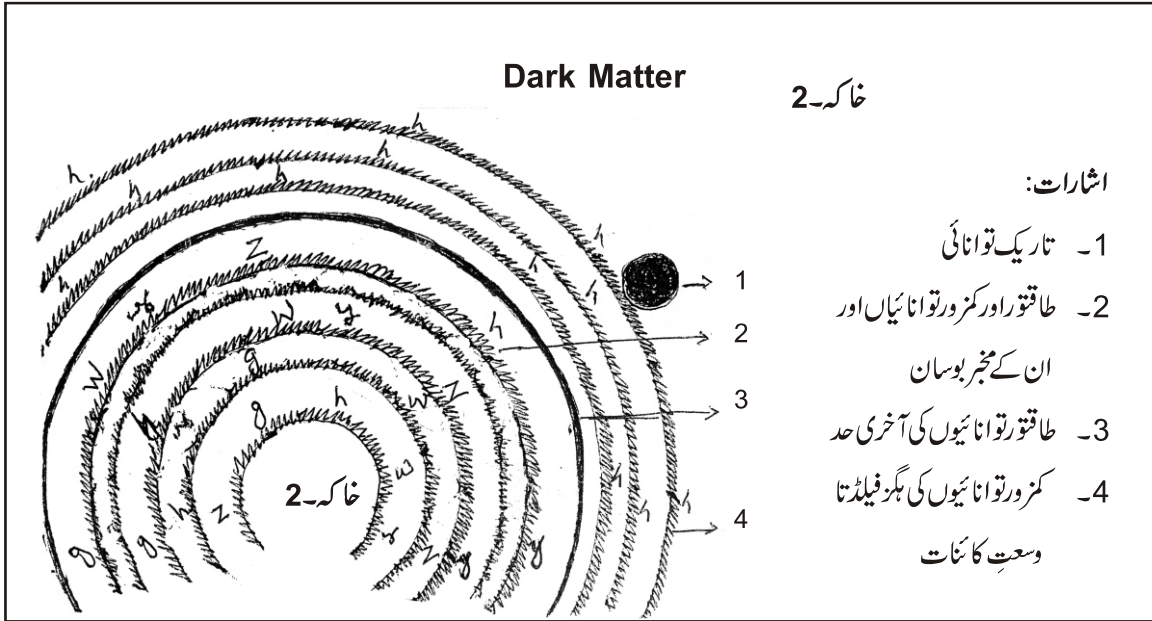 Dark Matter
خاکہ۔2
اشارات:
1۔ تاریک توانائی
2۔ طاقتور اور کمزور توانائیاں اور
ان کے مخبر بوسان
3۔ طاقتور توانائیوں کی آخری حد
4۔ کمزور توانائیوں کی ہگز فیلڈ تا
وسعتِ کائنات
1
2
3
4
خاکہ۔2
h
h
h
h
h
h
h
h
h
h
h
h
Z
W
y
W
g
g
h
N
W
Z
g
g
N
y
y